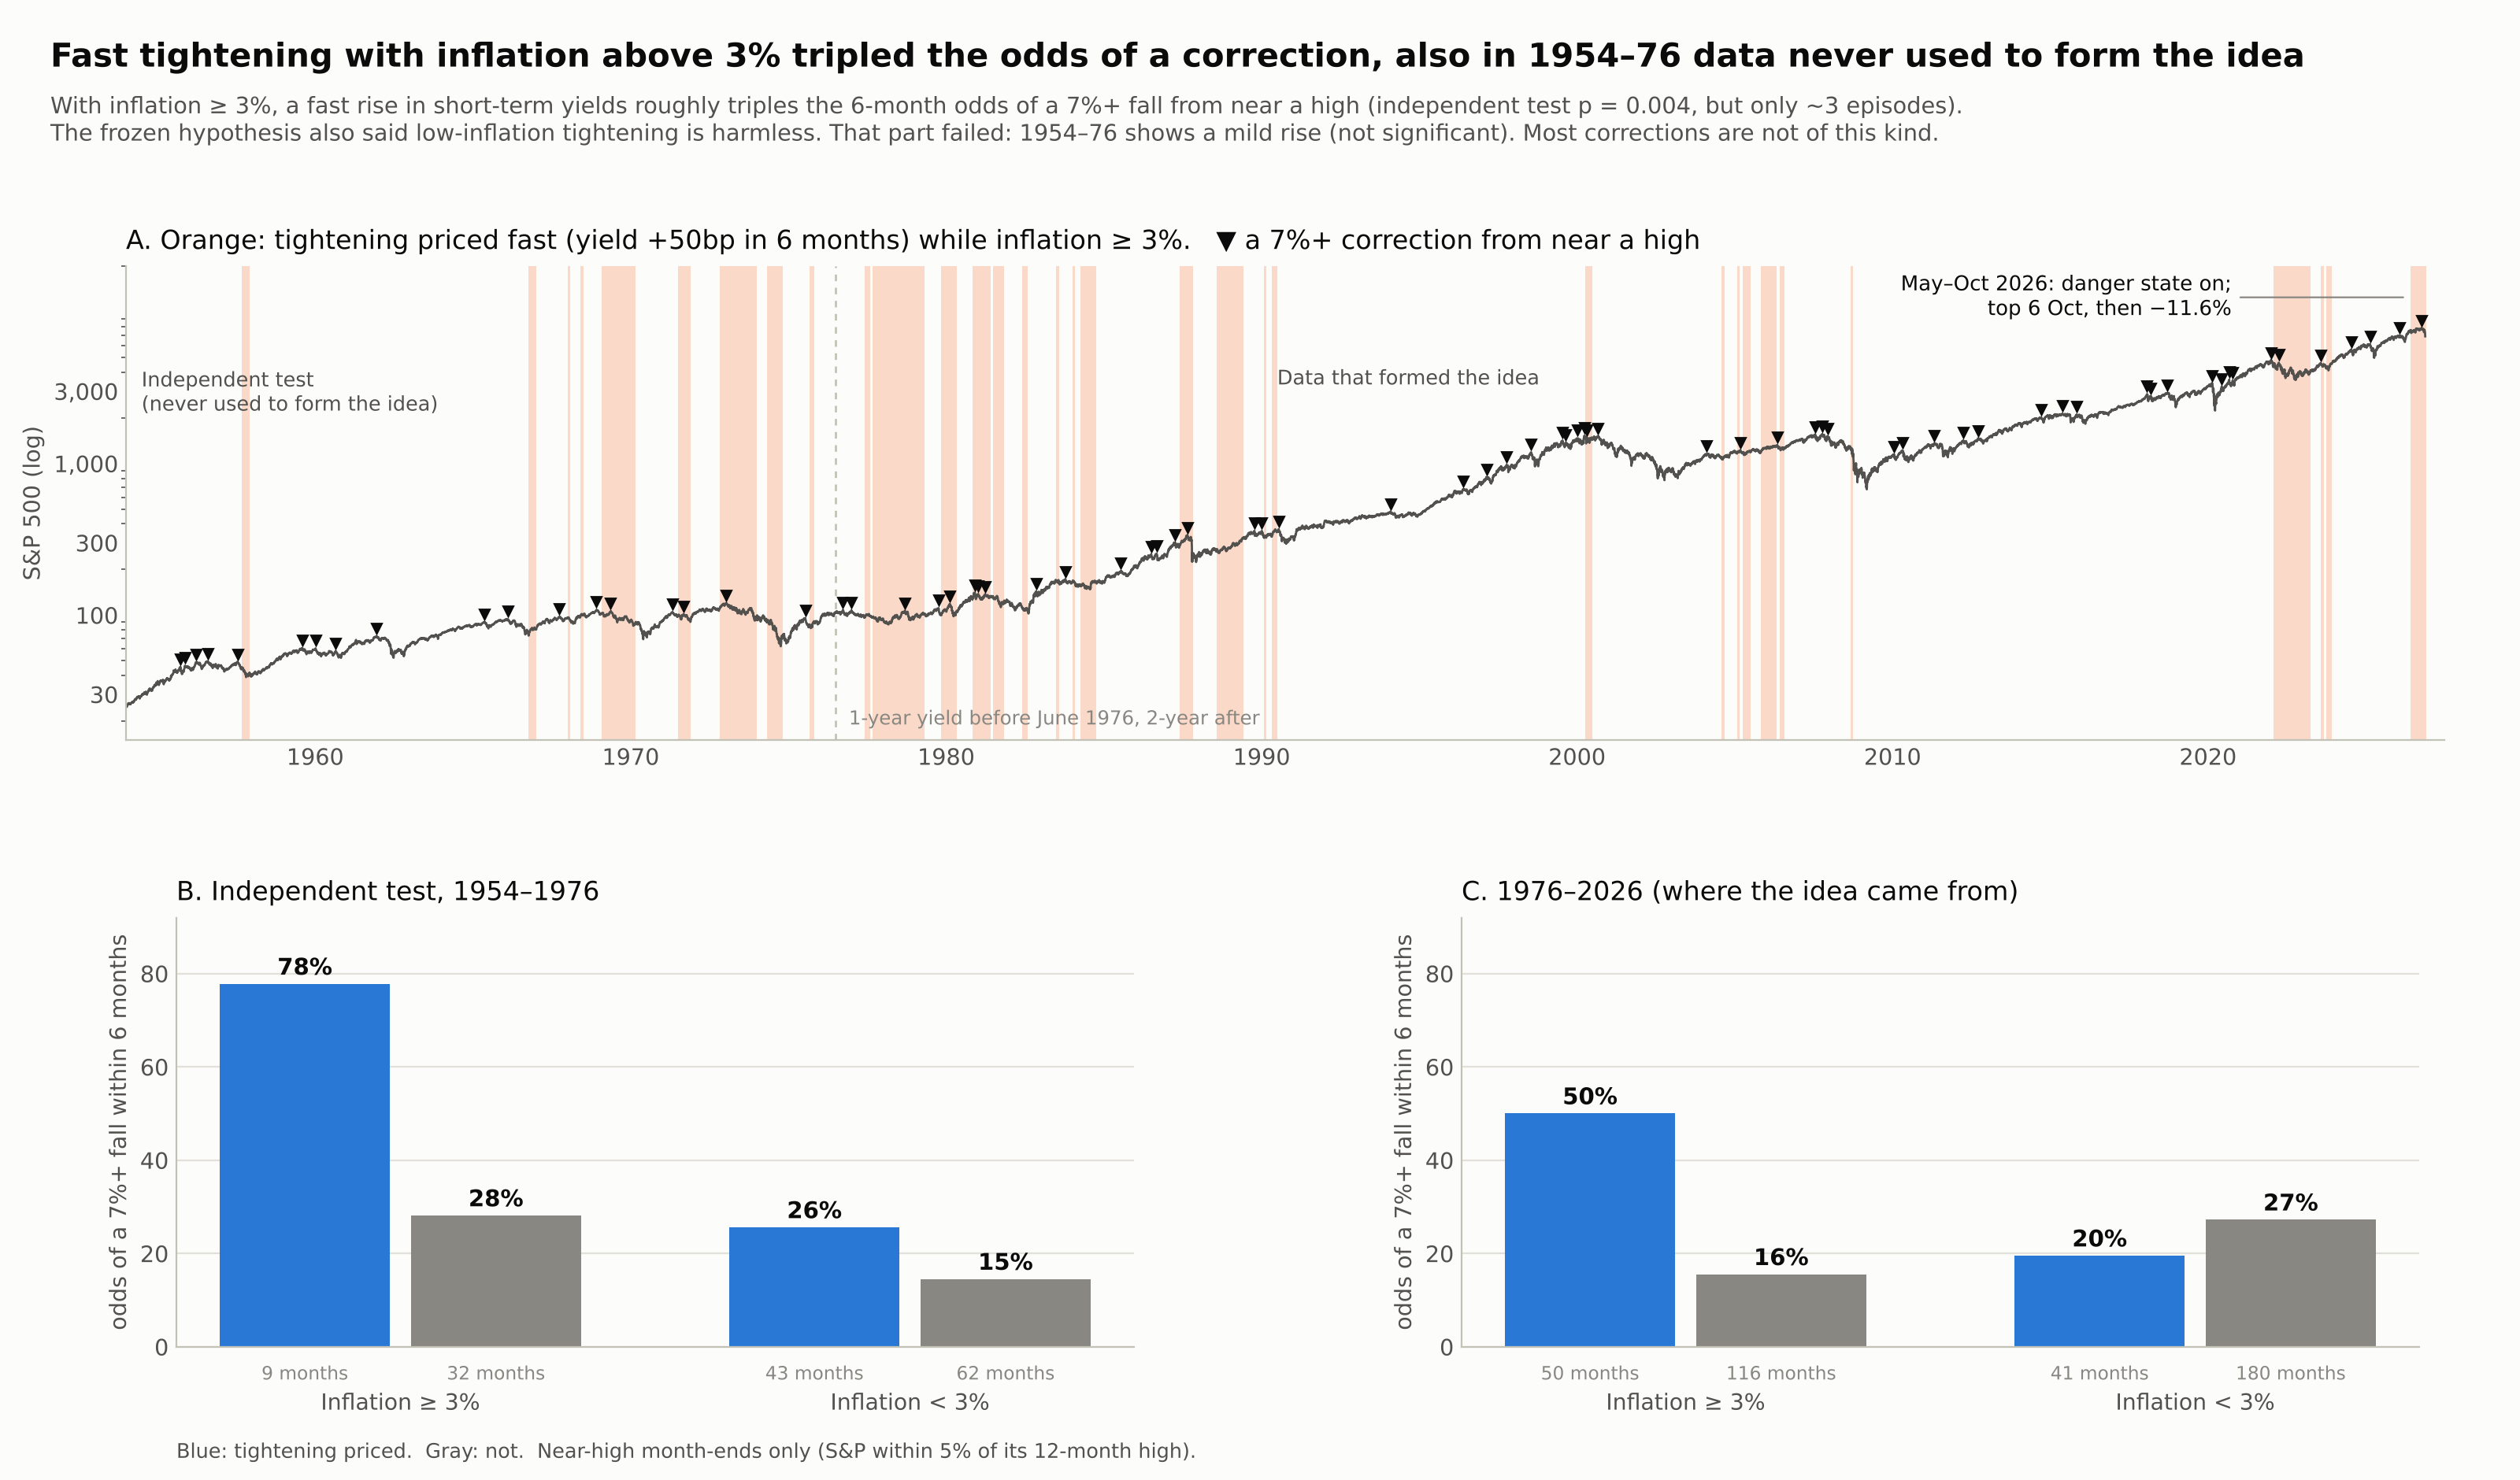 Fast tightening with inflation above 3% tripled the odds of a correction, also in 1954–76 data never used to form the idea
With inflation ≥ 3%, a fast rise in short-term yields roughly triples the 6-month odds of a 7%+ fall from near a high (independent test p = 0.004, but only ~3 episodes).
The frozen hypothesis also said low-inflation tightening is harmless. That part failed: 1954–76 shows a mild rise (not significant). Most corrections are not of this kind.
A. Orange: tightening priced fast (yield +50bp in 6 months) while inflation ≥ 3%. ▼ a 7%+ correction from near a high
May–Oct 2026: danger state on;
top 6 Oct, then −11.6%
Independent test
(never used to form the idea)
Data that formed the idea
S&P 500 (log)
3,000
1,000
300
100
30
1-year yield before June 1976, 2-year after
1960
1970
1980
1990
2000
2010
2020
B. Independent test, 1954–1976
odds of a 7%+ fall within 6 months
80
60
40
20
0
78%
28%
26%
15%
9 months
32 months
43 months
62 months
Inflation ≥ 3%
Inflation < 3%
C. 1976–2026 (where the idea came from)
odds of a 7%+ fall within 6 months
80
60
40
20
0
50%
16%
20%
27%
50 months
116 months
41 months
180 months
Inflation ≥ 3%
Inflation < 3%
Blue: tightening priced. Gray: not. Near-high month-ends only (S&P within 5% of its 12-month high).